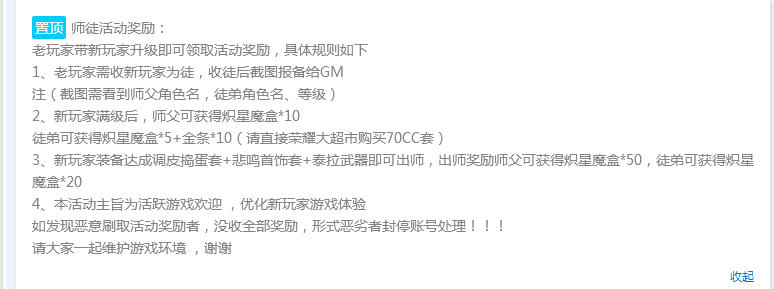 置顶 师徒活动奖励：
老玩家带新玩家升级即可领取活动奖励，具体规则如下
1、老玩家需收新玩家为徒，收徒后截图报备给GM
注（截图需看到师父角色名，徒弟角色名、等级）
2、新玩家满级后，师父可获得炽星魔盒*10
徒弟可获得炽星魔盒*5+金条*10（请直接荣耀大超市购买70CC套）
3、新玩家装备达成调皮捣蛋套+悲鸣首饰套+泰拉武器即可出师，出师奖励师父可获得炽星魔盒*50，徒弟可获得炽星
魔盒*20
4、本活动主旨为活跃游戏欢迎 ，优化新玩家游戏体验
如发现恶意刷取活动奖励者，没收全部奖励，形式恶劣者封停账号处理！！！
请大家一起维护游戏环境 ，谢谢
收起